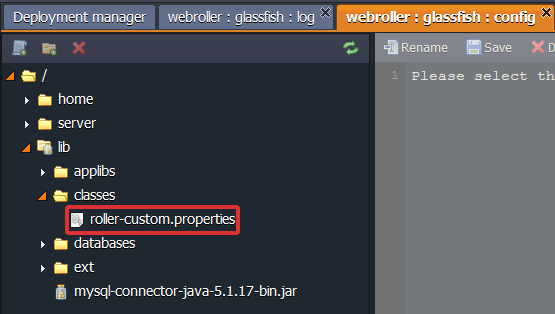 Deployment manager webroller : glassfish : log webroller : glassfish : config
Rename Save
/
1 Please select th
home
server
lib
applibs
classes
roller-custom.properties
databases
ext
mysql-connector-java-5.1.17-bin.jar